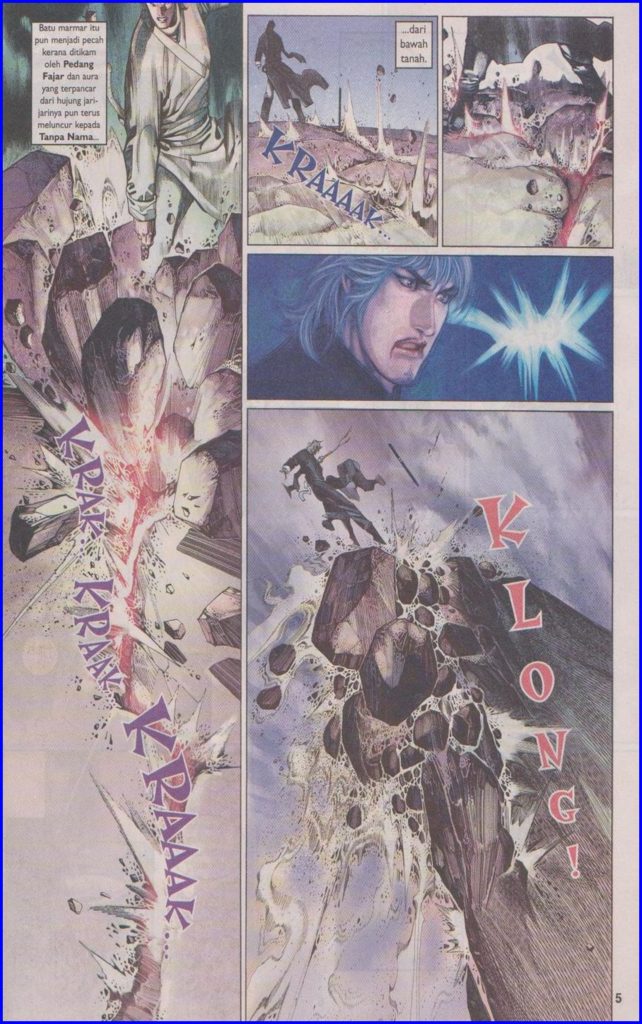 Batu marmar itu
pun menjadi pecah
kerana ditikam
oleh Pedang
Fajar dan aura
yang terpancar
dari hujung jari-
jarinya pun terus
meluncur kepada
Tanpa Nama...
KRAK..
KRAAK
KRAAAK...
...dari
bawah
tanah.
KRAAAAK...
KLONG!
5